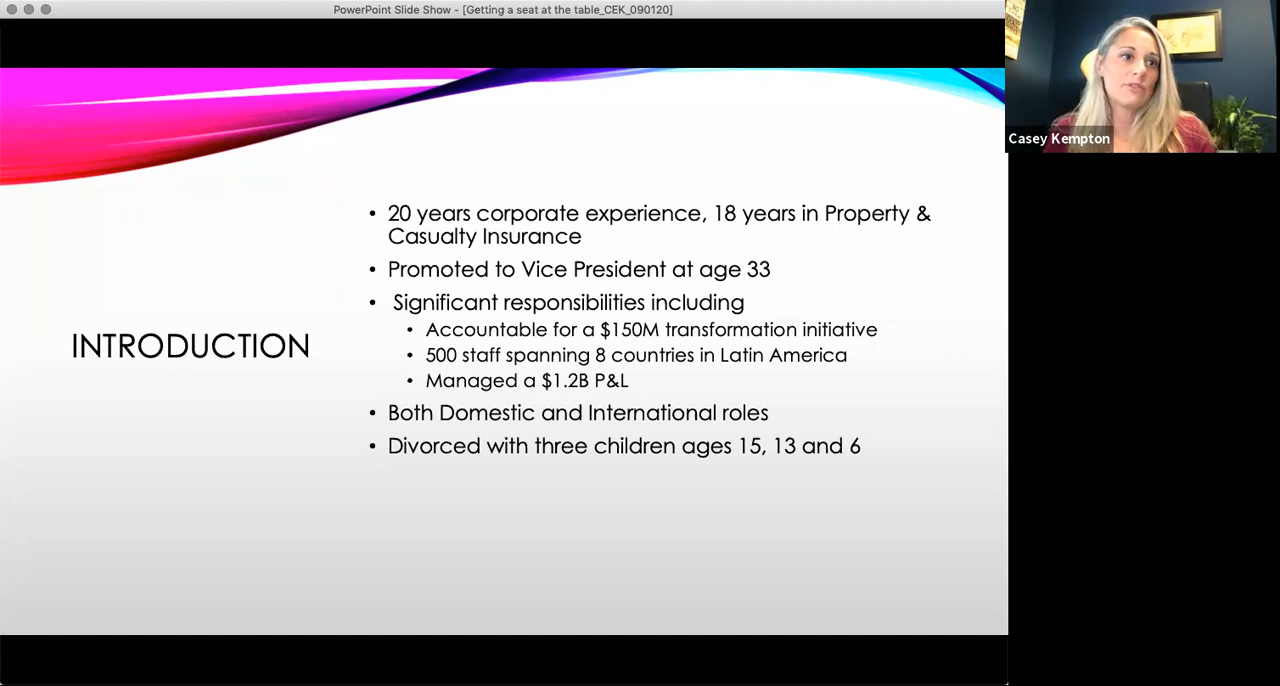 PowerPoint Slide Show - [Getting a seat at the table_CEK_090120]
Casey Kempton
INTRODUCTION
• 20 years corporate experience, 18 years in Property &
Casualty Insurance
• Promoted to Vice President at age 33
• Significant responsibilities including
• Accountable for a $150M transformation initiative
• 500 staff spanning 8 countries in Latin America
• Managed a $1.2B P&L
• Both Domestic and International roles
• Divorced with three children ages 15, 13 and 6